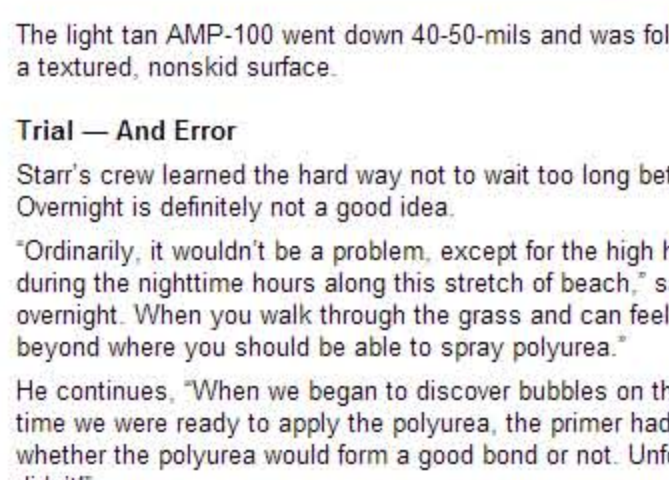 The light tan AMP-100 went down 40-50-mils and was fol
a textured, nonskid surface.
Trial — And Error
Starr's crew learned the hard way not to wait too long bef
Overnight is definitely not a good idea.
"Ordinarily, it wouldn't be a problem, except for the high h
during the nighttime hours along this stretch of beach," s
overnight. When you walk through the grass and can feel
beyond where you should be able to spray polyurea."
He continues, "When we began to discover bubbles on th
time we were ready to apply the polyurea, the primer had
whether the polyurea would form a good bond or not. Unfo